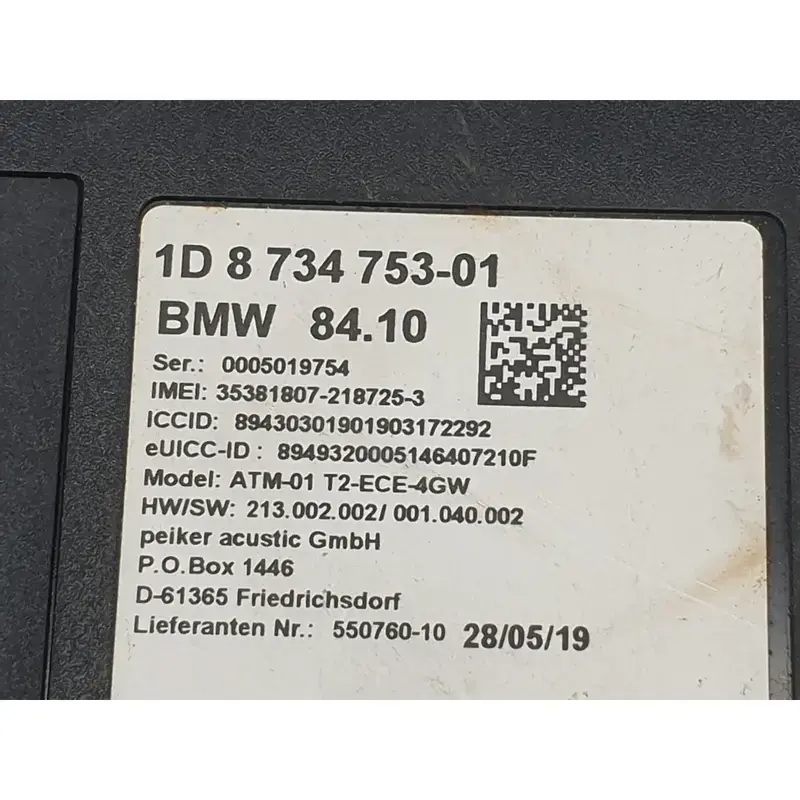 1D 8 734 753-01
BMW 84.10
Ser.: 0005019754
IMEI: 35381807-218725-3
ICCID: 89430301901903172292
eUICC-ID : 8949320005146407210F
Model: ATM-01 T2-ECE-4GW
HW/SW: 213.002.002/ 001.040.002
peiker acustic GmbH
P.O.Box 1446
D-61365 Friedrichsdorf
Lieferanten Nr.: 550760-10 28/05/19